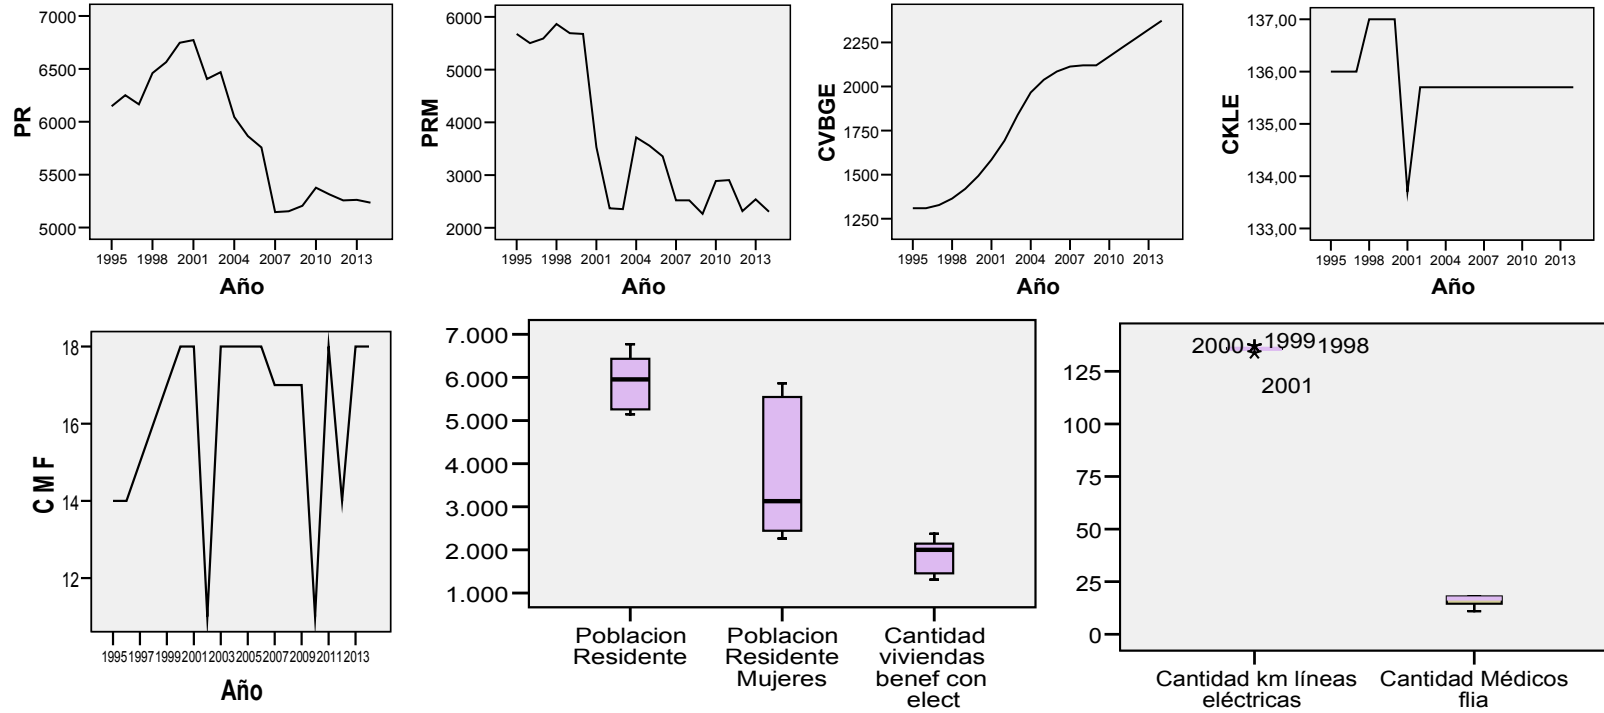 7000
6500
6000
5500
5000
PR
1995 1998 2001 2004 2007 2010 2013
Año
6000
5000
4000
3000
2000
PRM
1995 1998 2001 2004 2007 2010 2013
Año
2250
2000
1750
1500
1250
CVBGE
1995 1998 2001 2004 2007 2010 2013
Año
137,00
136,00
135,00
134,00
133,00
CKLE
1995 1998 2001 2004 2007 2010 2013
Año
18
16
14
12
C M F
1995 1997 1999 2001 2003 2005 2007 2009 2011 2013
Año
7.000
6.000
5.000
4.000
3.000
2.000
1.000
Poblacion
Residente
Poblacion
Residente
Mujeres
Cantidad
viviendas
benef con
elect
2000 1999 1998
2001
125
100
75
50
25
0
Cantidad km líneas
eléctricas
Cantidad Médicos
flia